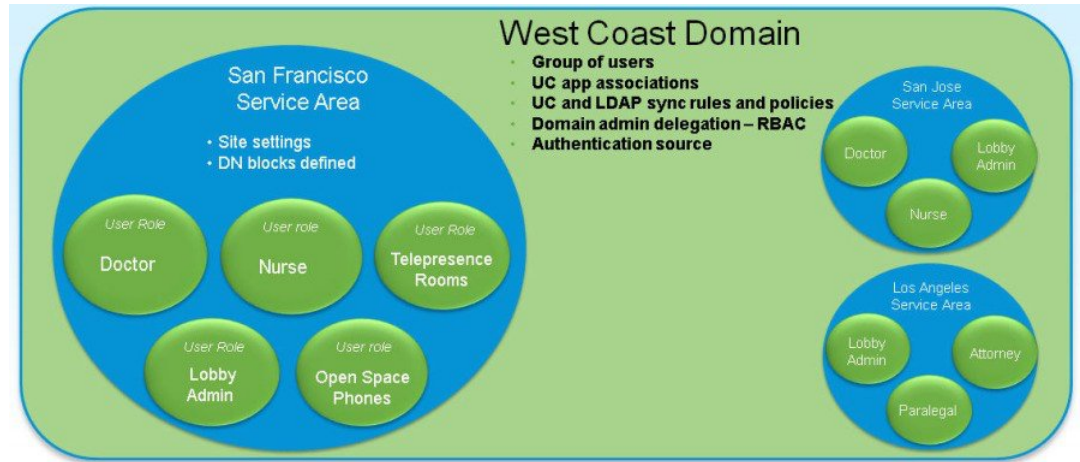 West Coast Domain
Group of users
UC app associations
UC and LDAP sync rules and policies
Domain admin delegation – RBAC
Authentication source
San Francisco
Service Area
• Site settings
• DN blocks defined
User Role
Doctor
User role
Nurse
User Role
Telepresence
Rooms
User Role
Lobby
Admin
User role
Open Space
Phones
San Jose
Service Area
Doctor
Lobby
Admin
Nurse
Los Angeles
Service Area
Lobby
Admin
Attorney
Paralegal